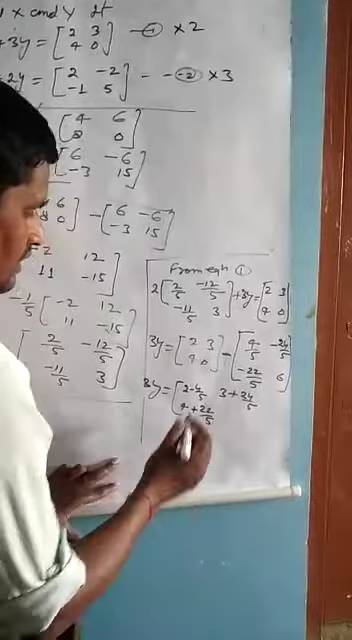 X and Y If
+3y = [2 3
4 0] — ① ×2
+2y = [2 -2
-1 5] - - ② ×3
[4 6
8 0]
[6 -6
-3 15]
6
8 0] - [6 -6
-3 15]
-2 12
11 -15]
-1/5 [-2 12
11 -15]
[2/5 -12/5
-11/5 3]
From eqn ①
2[2/5 -12/5
-11/5 3] + 3y = [2 3
4 0]
3y = [2 3
4 0] - [4/5 -24/5
-22/5 6]
3y = [2-4/5 3+24/5
4+22/5